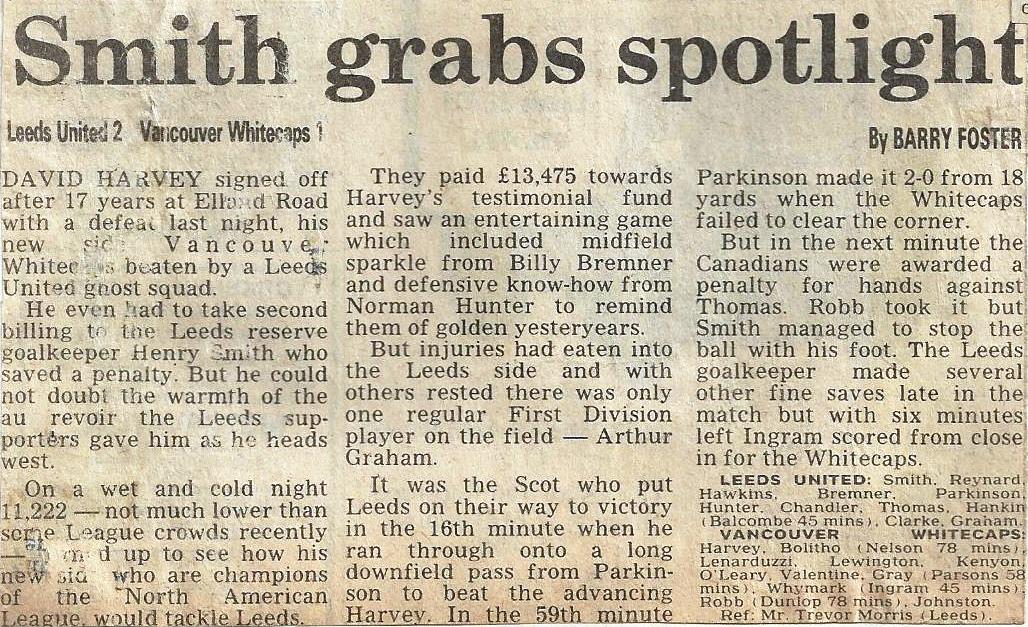 Smith grabs spotlight
Leeds United 2 Vancouver Whitecaps 1
By BARRY FOSTER
DAVID HARVEY signed off
after 17 years at Elland Road
with a defeat last night, his
new side Vancouver
Whitecaps beaten by a Leeds
United ghost squad.
He even had to take second
billing to the Leeds reserve
goalkeeper Henry Smith who
saved a penalty. But he could
not doubt the warmth of the
au revoir the Leeds sup-
porters gave him as he heads
west.
On a wet and cold night
11,222 — not much lower than
some League crowds recently
— up to see how his
new who are champions
of the North American
League, would tackle Leeds.
They paid £13,475 towards
Harvey's testimonial fund
and saw an entertaining game
which included midfield
sparkle from Billy Bremner
and defensive know-how from
Norman Hunter to remind
them of golden yesteryears.
But injuries had eaten into
the Leeds side and with
others rested there was only
one regular First Division
player on the field — Arthur
Graham.
It was the Scot who put
Leeds on their way to victory
in the 16th minute when he
ran through onto a long
downfield pass from Parkin-
son to beat the advancing
Harvey. In the 59th minute
Parkinson made it 2-0 from 18
yards when the Whitecaps
failed to clear the corner.
But in the next minute the
Canadians were awarded a
penalty for hands against
Thomas. Robb took it but
Smith managed to stop the
ball with his foot. The Leeds
goalkeeper made several
other fine saves late in the
match but with six minutes
left Ingram scored from close
in for the Whitecaps.
LEEDS UNITED: Smith, Reynard,
Hawkins, Bremner, Parkinson,
Hunter, Chandler, Thomas, Hankin
(Balcombe 45 mins), Clarke, Graham.
VANCOUVER WHITECAPS:
Harvey, Bolitho (Nelson 78 mins),
Lenarduzzi, Lewington, Kenyon,
O'Leary, Valentine, Gray (Parsons 58
mins), Whymark (Ingram 45 mins),
Robb (Dunlop 78 mins), Johnston.
Ref: Mr. Trevor Morris (Leeds).